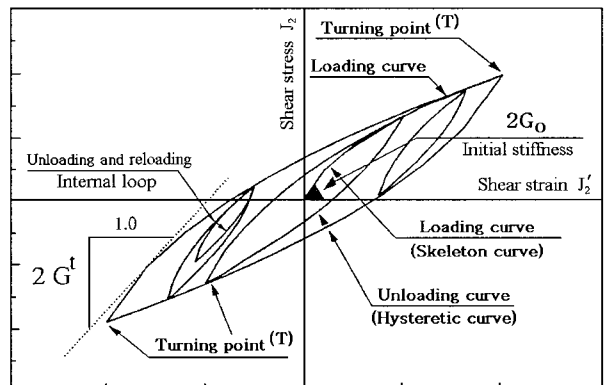 Shear stress J₂
Turning point (T)
Loading curve
2G₀
Initial stiffness
Unloading and reloading
Internal loop
Shear strain J₂′
1.0
Loading curve
(Skeleton curve)
2 Gᵗ
Unloading curve
(Hysteretic curve)
Turning point (T)